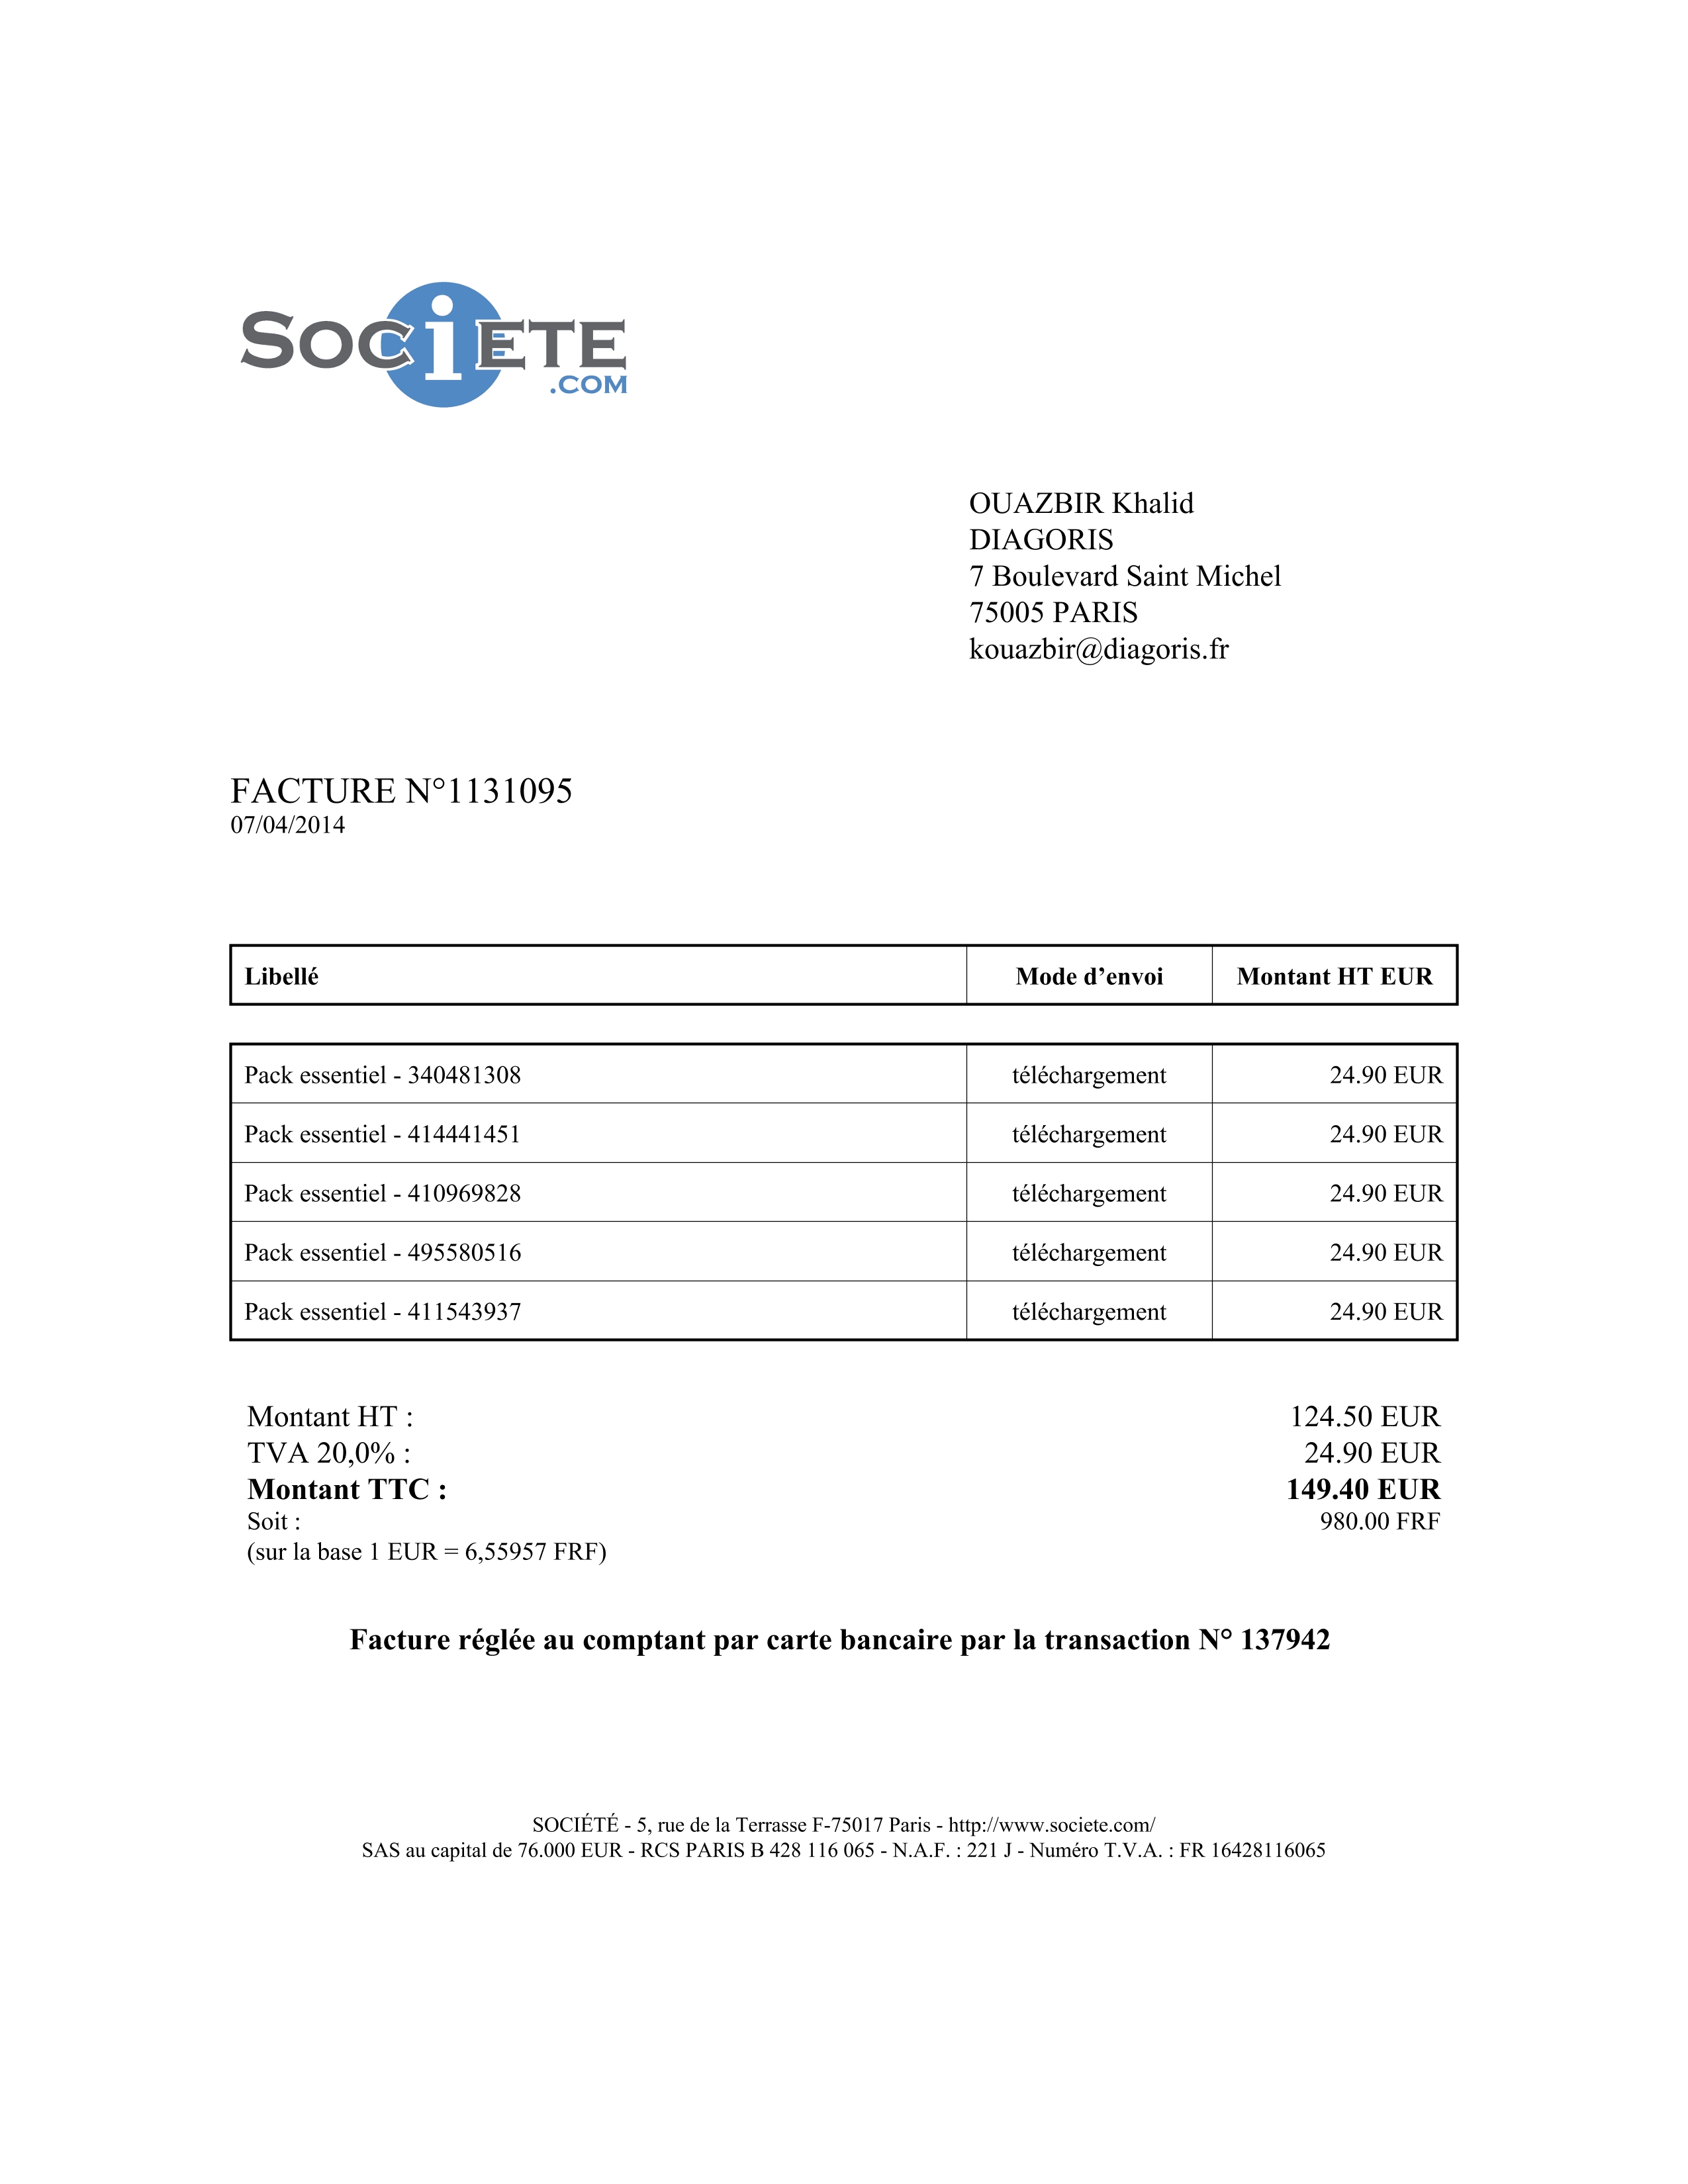 SOCiETE
.COM
OUAZBIR Khalid
DIAGORIS
7 Boulevard Saint Michel
75005 PARIS
kouazbir@diagoris.fr
FACTURE N°1131095
07/04/2014
Libellé Mode d’envoi Montant HT EUR
Pack essentiel - 340481308 téléchargement 24.90 EUR
Pack essentiel - 414441451 téléchargement 24.90 EUR
Pack essentiel - 410969828 téléchargement 24.90 EUR
Pack essentiel - 495580516 téléchargement 24.90 EUR
Pack essentiel - 411543937 téléchargement 24.90 EUR
Montant HT : 124.50 EUR
TVA 20,0% : 24.90 EUR
Montant TTC : 149.40 EUR
Soit : 980.00 FRF
(sur la base 1 EUR = 6,55957 FRF)
Facture réglée au comptant par carte bancaire par la transaction N° 137942
SOCIÉTÉ - 5, rue de la Terrasse F-75017 Paris - http://www.societe.com/
SAS au capital de 76.000 EUR - RCS PARIS B 428 116 065 - N.A.F. : 221 J - Numéro T.V.A. : FR 16428116065